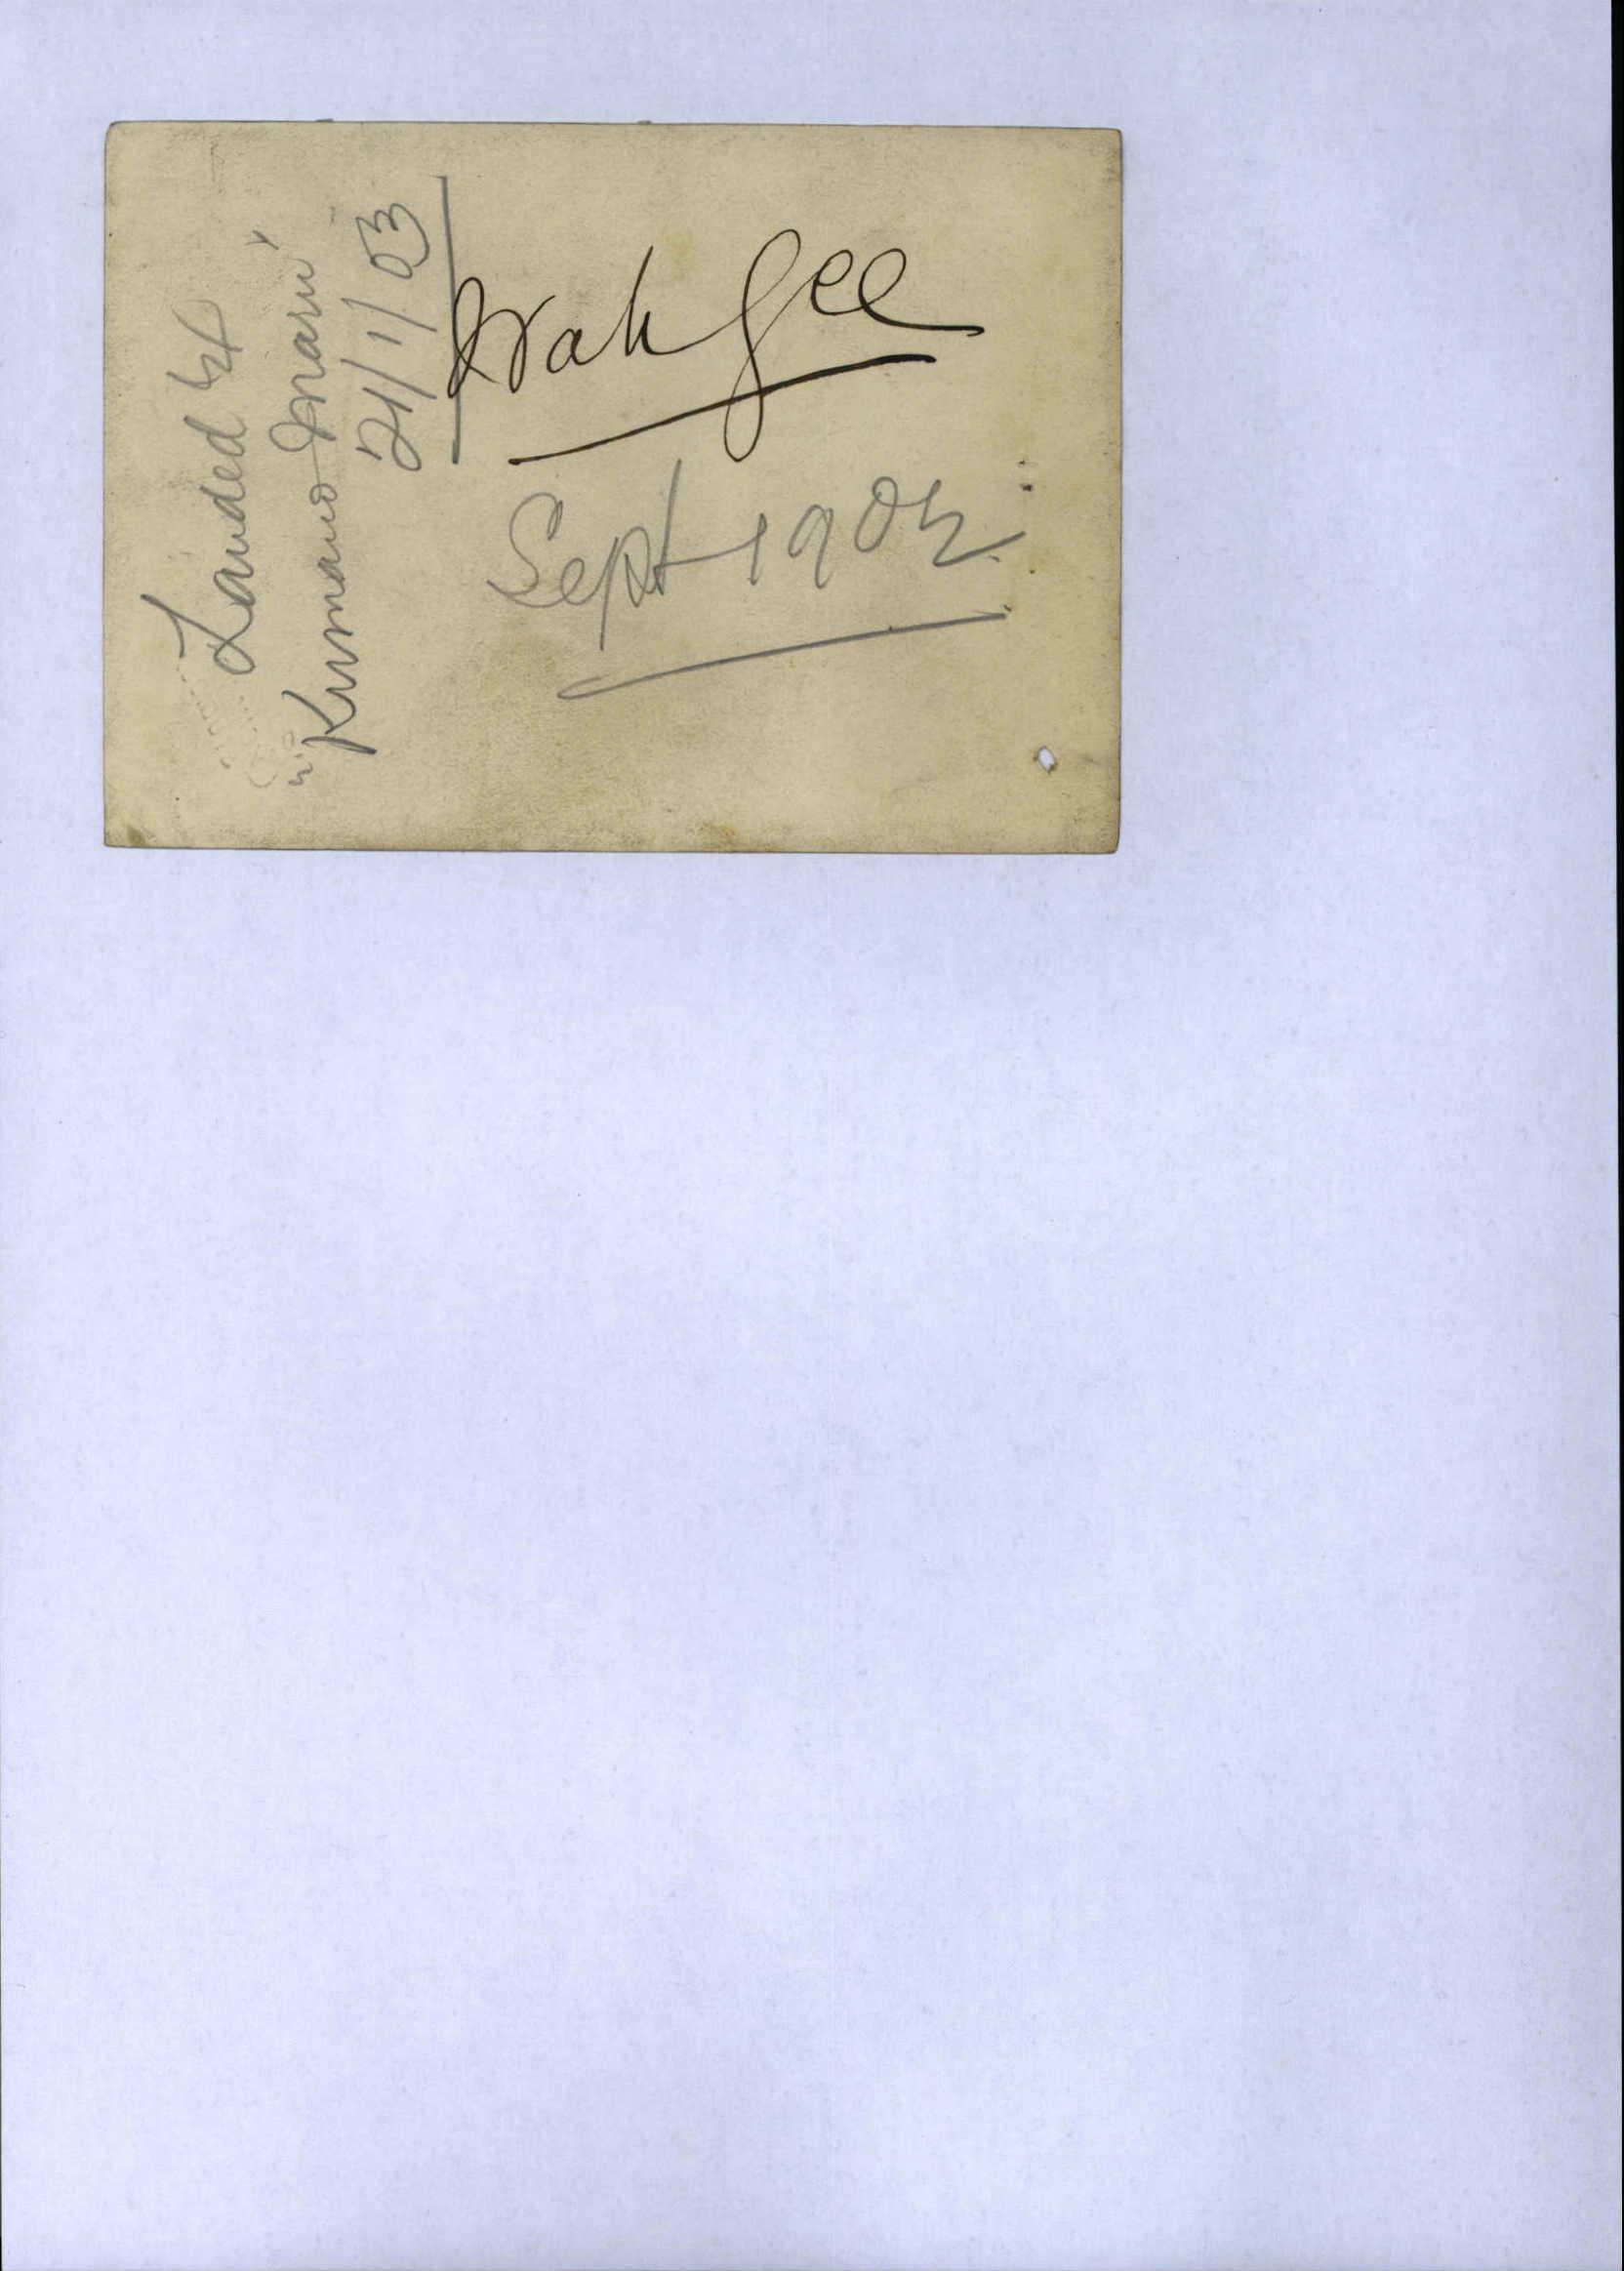 Landed ex
"Kumano Maru"
21/1/03
Wah Gee
Sept 1902